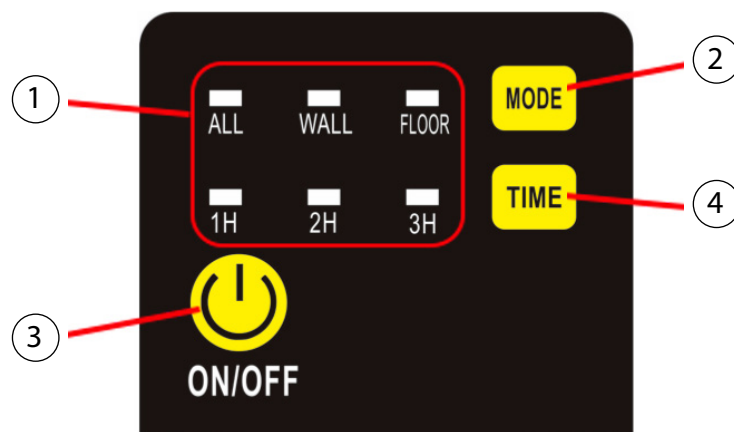 2
1
MODE
ALL WALL FLOOR
TIME
4
1H 2H 3H
3
ON/OFF